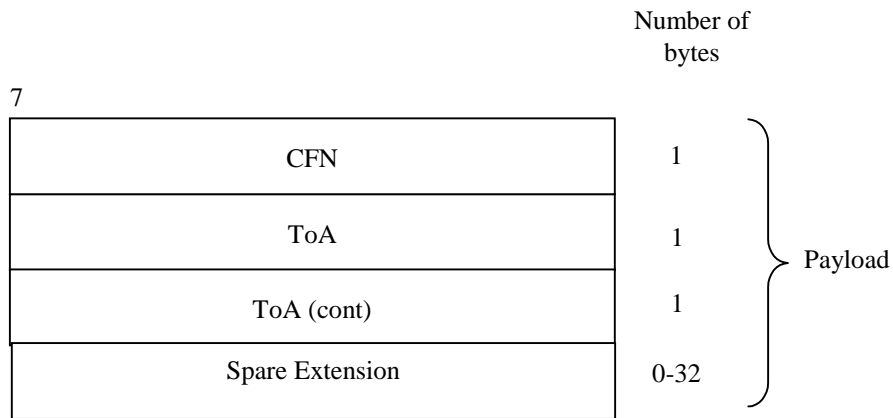 Number of
bytes
7
CFN 1
ToA 1
Payload
ToA (cont) 1
Spare Extension 0-32